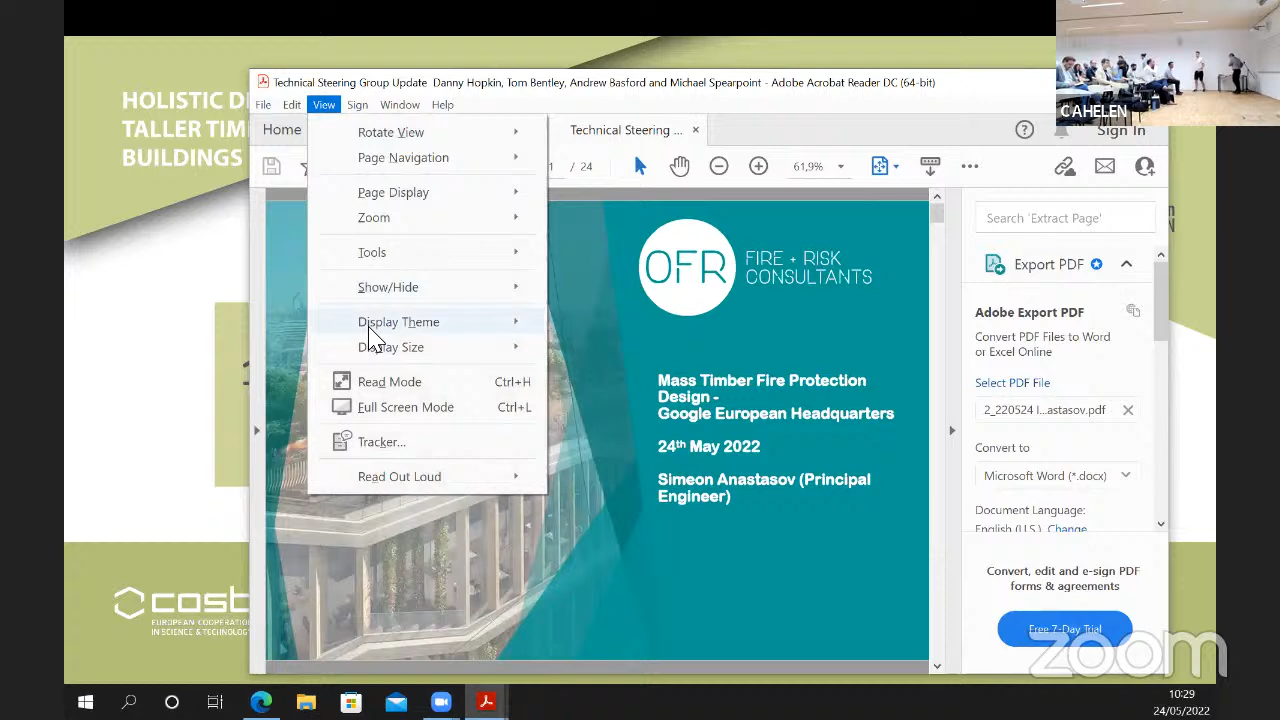 HOLISTIC D
TALLER TIM
BUILDINGS
Technical Steering Group Update Danny Hopkin, Tom Bentley, Andrew Basford and Michael Spearpoint - Adobe Acrobat Reader DC (64-bit)
File Edit View Sign Window Help
Home
Technical Steering ... ×
Sign In
CAHELEN
/ 24
61,9%
Rotate View
Page Navigation
Page Display
Zoom
Tools
Show/Hide
Display Theme
Display Size
Read Mode Ctrl+H
Full Screen Mode Ctrl+L
Tracker...
Read Out Loud
OFR FIRE + RISK
CONSULTANTS
Mass Timber Fire Protection
Design -
Google European Headquarters
24th May 2022
Simeon Anastasov (Principal
Engineer)
Search 'Extract Page'
Export PDF
Adobe Export PDF
Convert PDF Files to Word
or Excel Online
Select PDF File
2_220524 I...astasov.pdf
Convert to
Microsoft Word (*.docx)
Document Language:
English (U.S.) Change
Convert, edit and e-sign PDF
forms & agreements
Free 7-Day Trial
cost
EUROPEAN COOPERATION
IN SCIENCE & TECHNOLOGY
zoom
10:29
24/05/2022